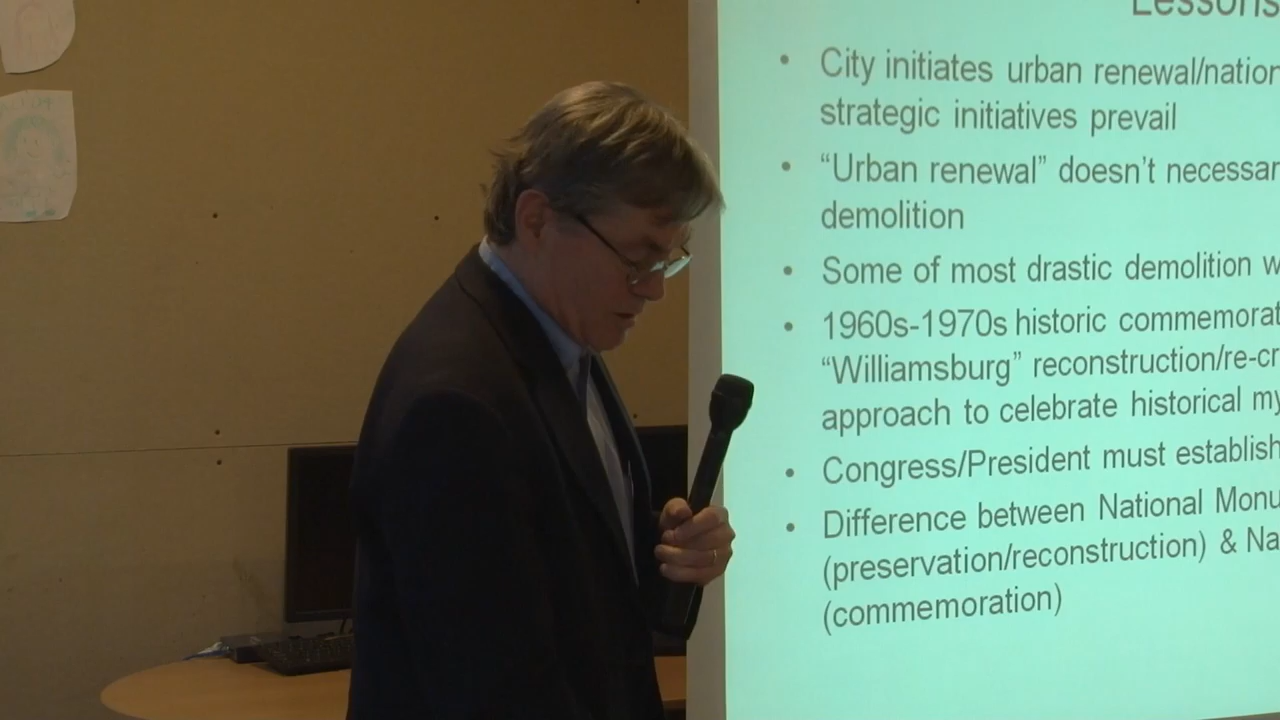 Lessons
• City initiates urban renewal/nation
strategic initiatives prevail
• “Urban renewal” doesn’t necessar
demolition
• Some of most drastic demolition w
• 1960s-1970s historic commemorat
“Williamsburg” reconstruction/re-cr
approach to celebrate historical my
• Congress/President must establish
• Difference between National Monu
(preservation/reconstruction) & Na
(commemoration)